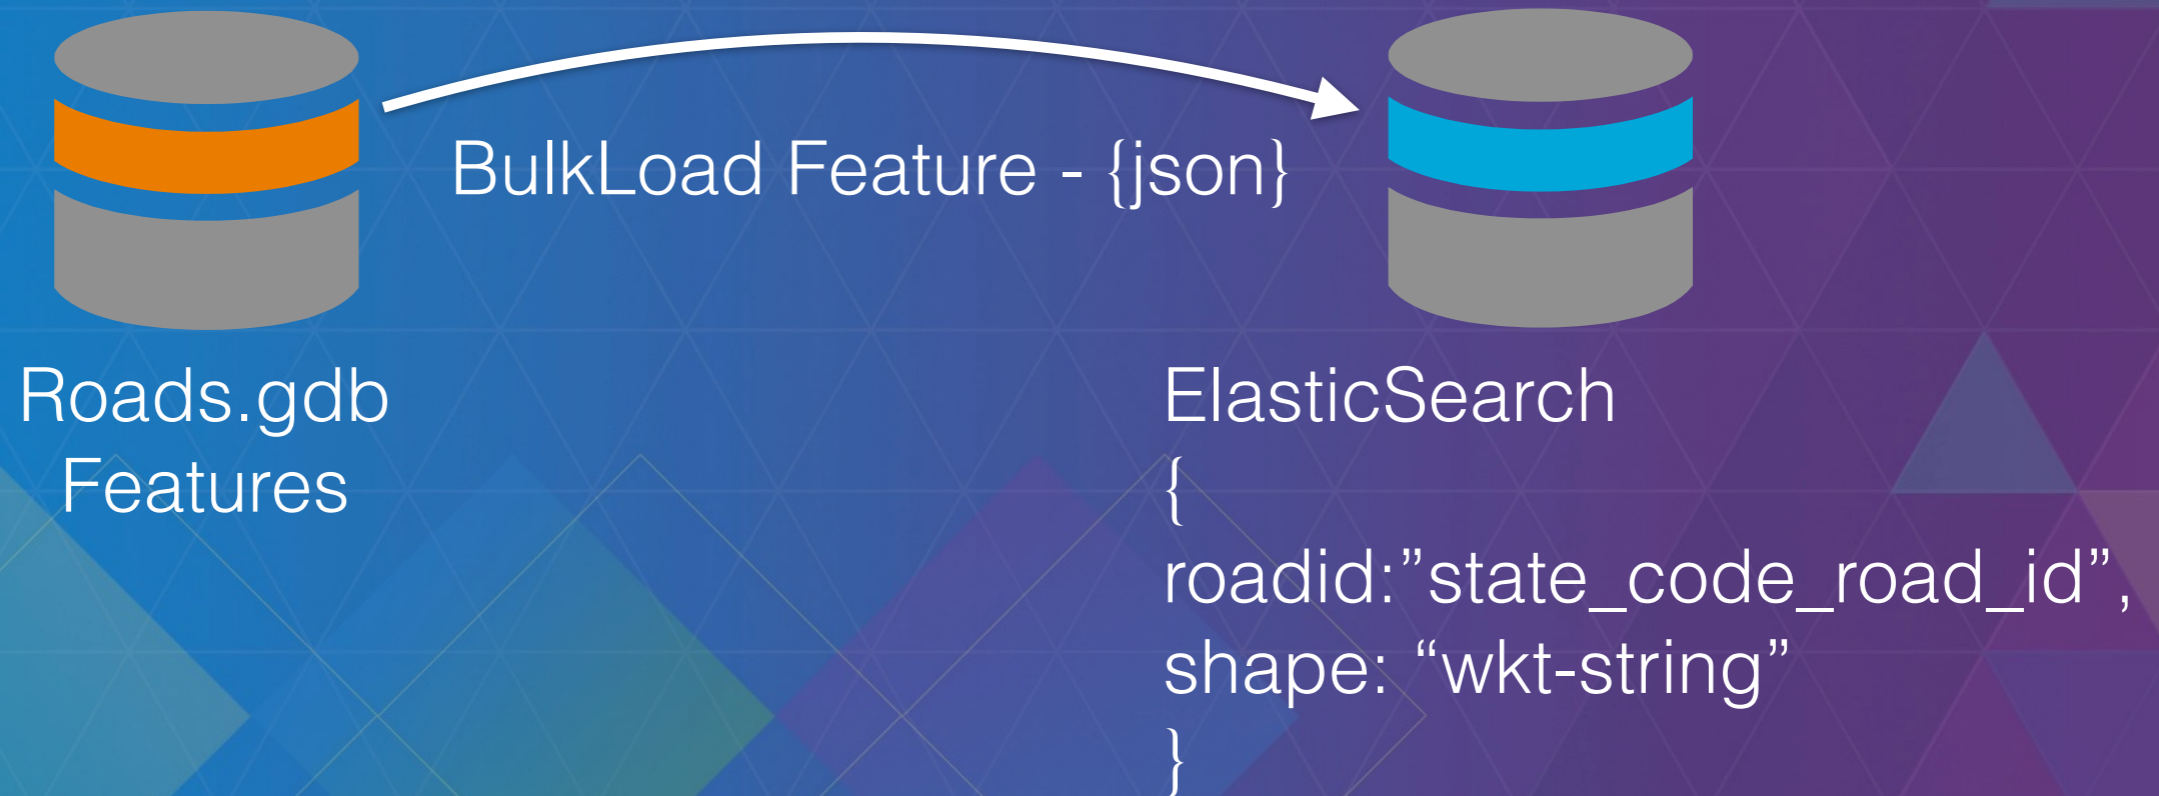 BulkLoad Feature - {json}
Roads.gdb
Features
ElasticSearch
{
roadid:”state_code_road_id”,
shape: “wkt-string”
}